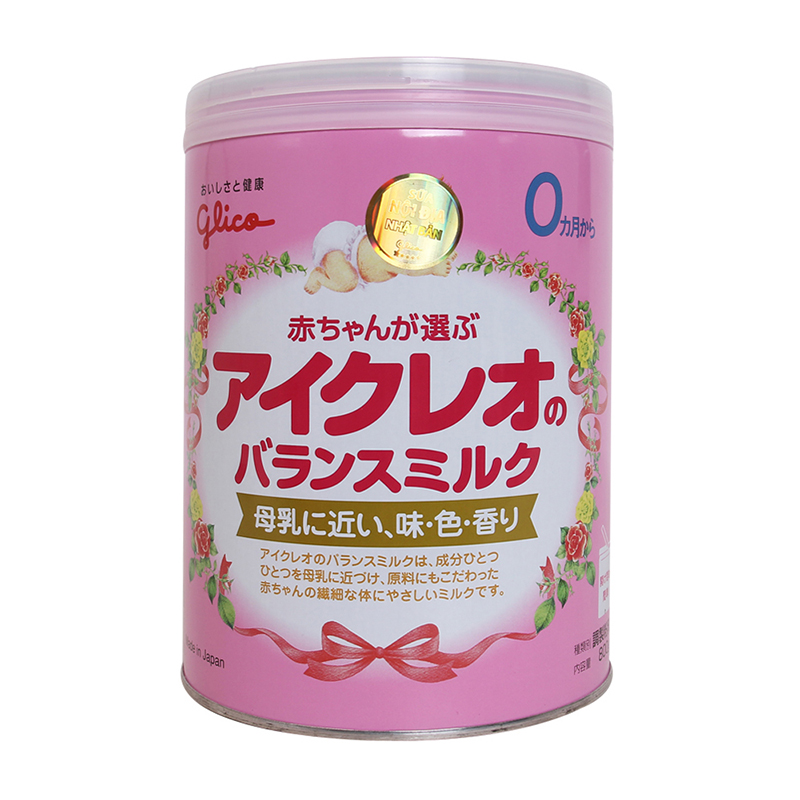 おいしさと健康
glico
NHẬT BẢN
0カ月から
赤ちゃんが選ぶ
アイクレオの
バランスミルク
母乳に近い、味・色・香り
アイクレオのバランスミルクは、成分ひとつ
ひとつを母乳に近づけ、原料にもこだわった
赤ちゃんの繊細な体にやさしいミルクです。
Made in Japan
種類別 調製
内容量 80